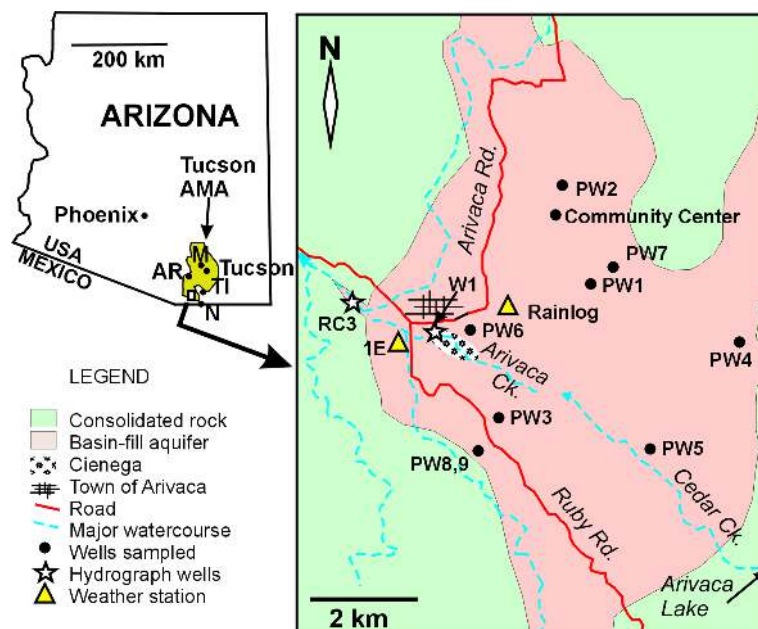 200 km
ARIZONA
Tucson
AMA
Phoenix
USA
MEXICO
M
AR
Tucson
TI
N
LEGEND
Consolidated rock
Basin-fill aquifer
Cienega
Town of Arivaca
Road
Major watercourse
Wells sampled
Hydrograph wells
Weather station
N
Arivaca Rd.
PW2
Community Center
PW7
PW1
W1
Rainlog
RC3
PW6
1E
Arivaca
Ck.
PW4
PW3
PW8,9
PW5
Cedar Ck.
Ruby Rd.
Arivaca
Lake
2 km